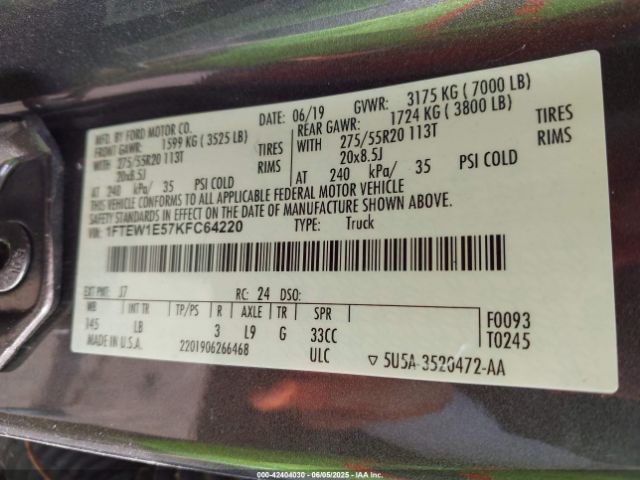 MFD. BY FORD MOTOR CO.
DATE: 06/19 GVWR: 3175 KG ( 7000 LB)
FRONT GAWR: 1599 KG ( 3525 LB) REAR GAWR: 1724 KG ( 3800 LB)
WITH 275/55R20 113T TIRES WITH 275/55R20 113T TIRES
20x8.5J RIMS 20x8.5J RIMS
AT 240 kPa/ 35 PSI COLD AT 240 kPa/ 35 PSI COLD
THIS VEHICLE CONFORMS TO ALL APPLICABLE FEDERAL MOTOR VEHICLE
SAFETY STANDARDS IN EFFECT ON THE DATE OF MANUFACTURE SHOWN ABOVE.
VIN: 1FTEW1E57KFC64220 TYPE: Truck
EXT PNT: J7 RC: 24 DSO:
WB INT TR TP/PS R AXLE TR SPR
145 LB 3 L9 G 33CC
F0093
T0245
MADE IN U.S.A. 2201906266468 ULC ▽ 5U5A-3520472-AA
000-42404030 - 06/05/2025 - IAA Inc.